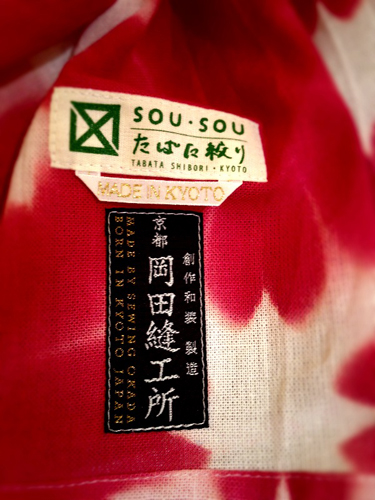 SOU・SOU
たばた絞り
TABATA SHIBORI・KYOTO
MADE IN KYOTO
創作和装 製造
京都
岡田縫工所
MADE BY SEWING OKADA
BORN IN KYOTO JAPAN